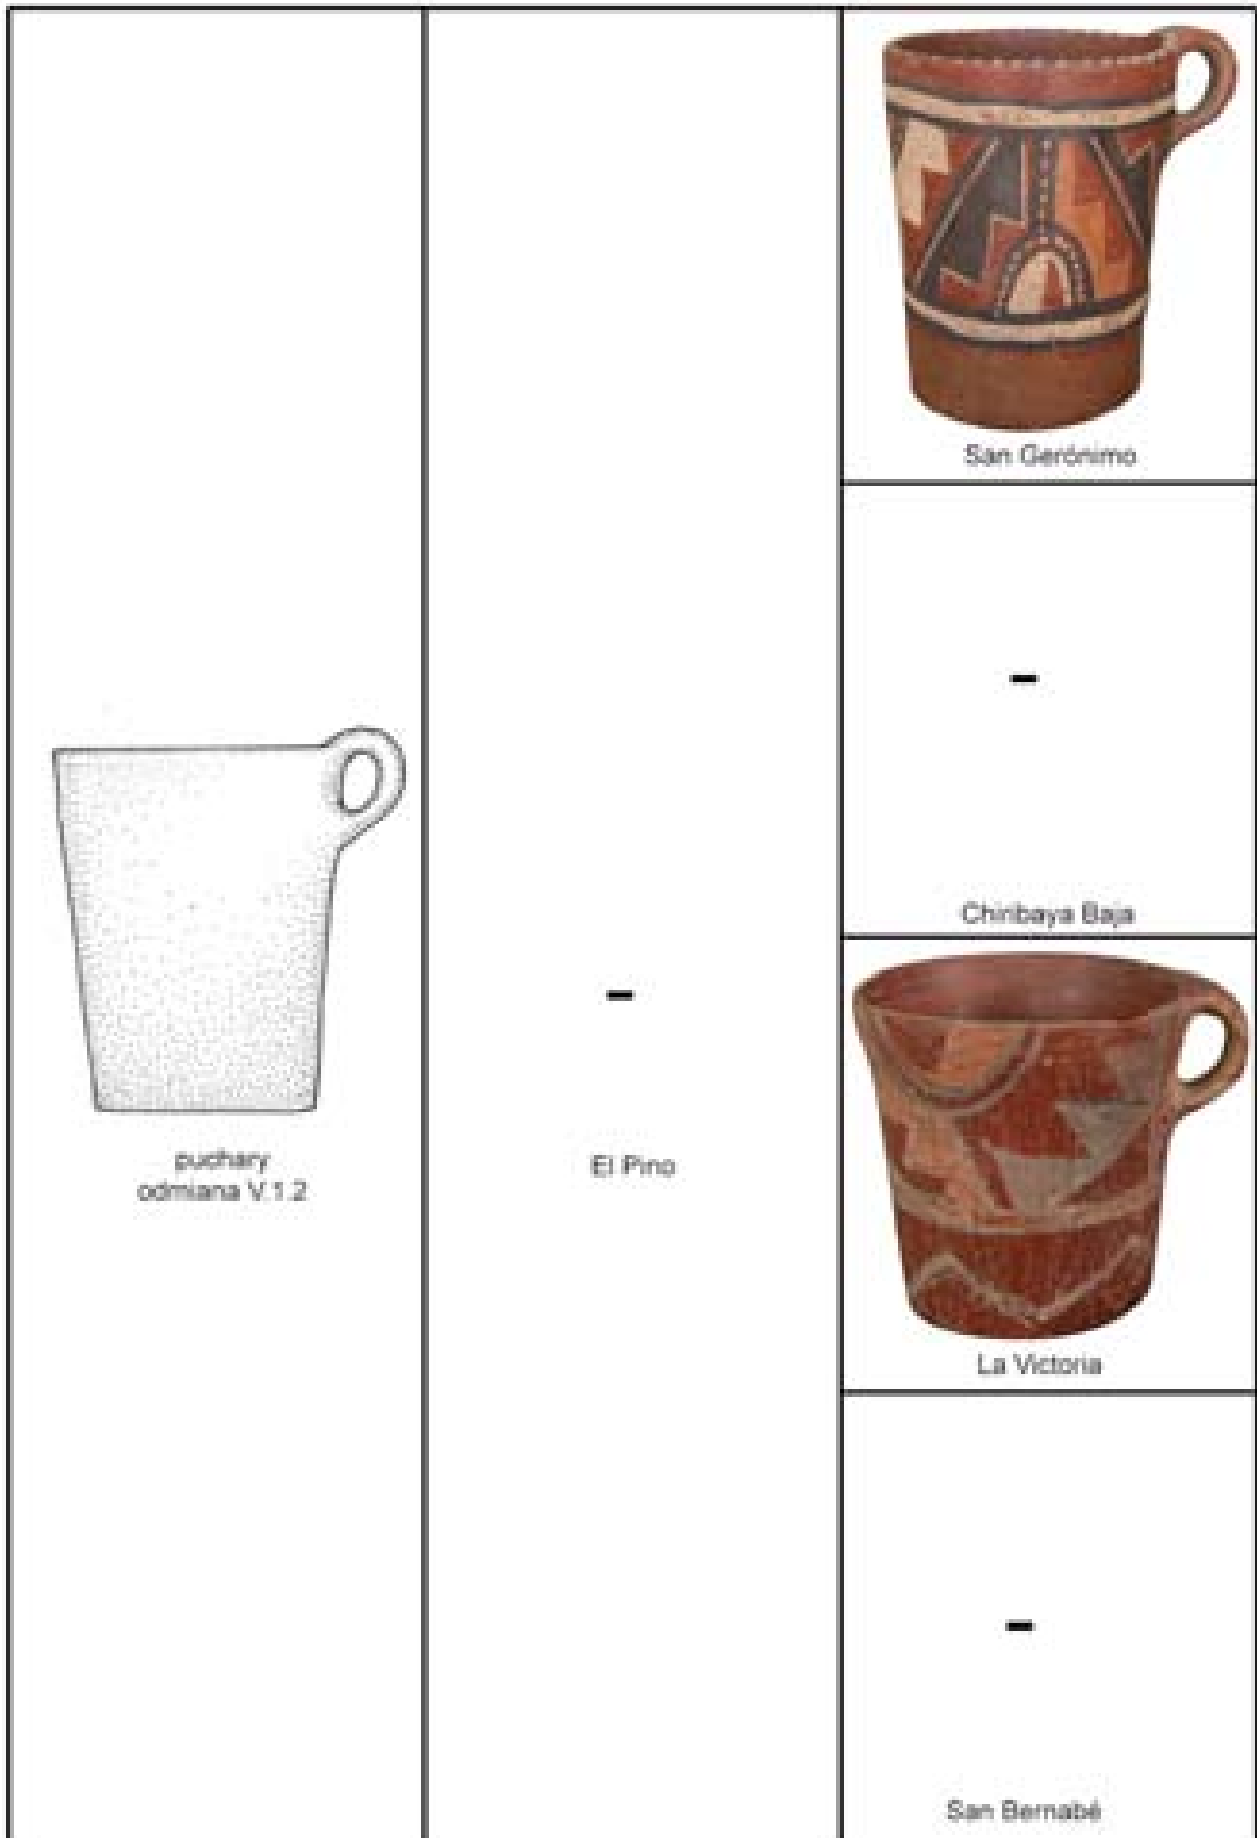 San Gerónimo
-
Chiribaya Baja
puchary
odmiana V.1.2
-
El Pino
La Victoria
-
San Bernabé